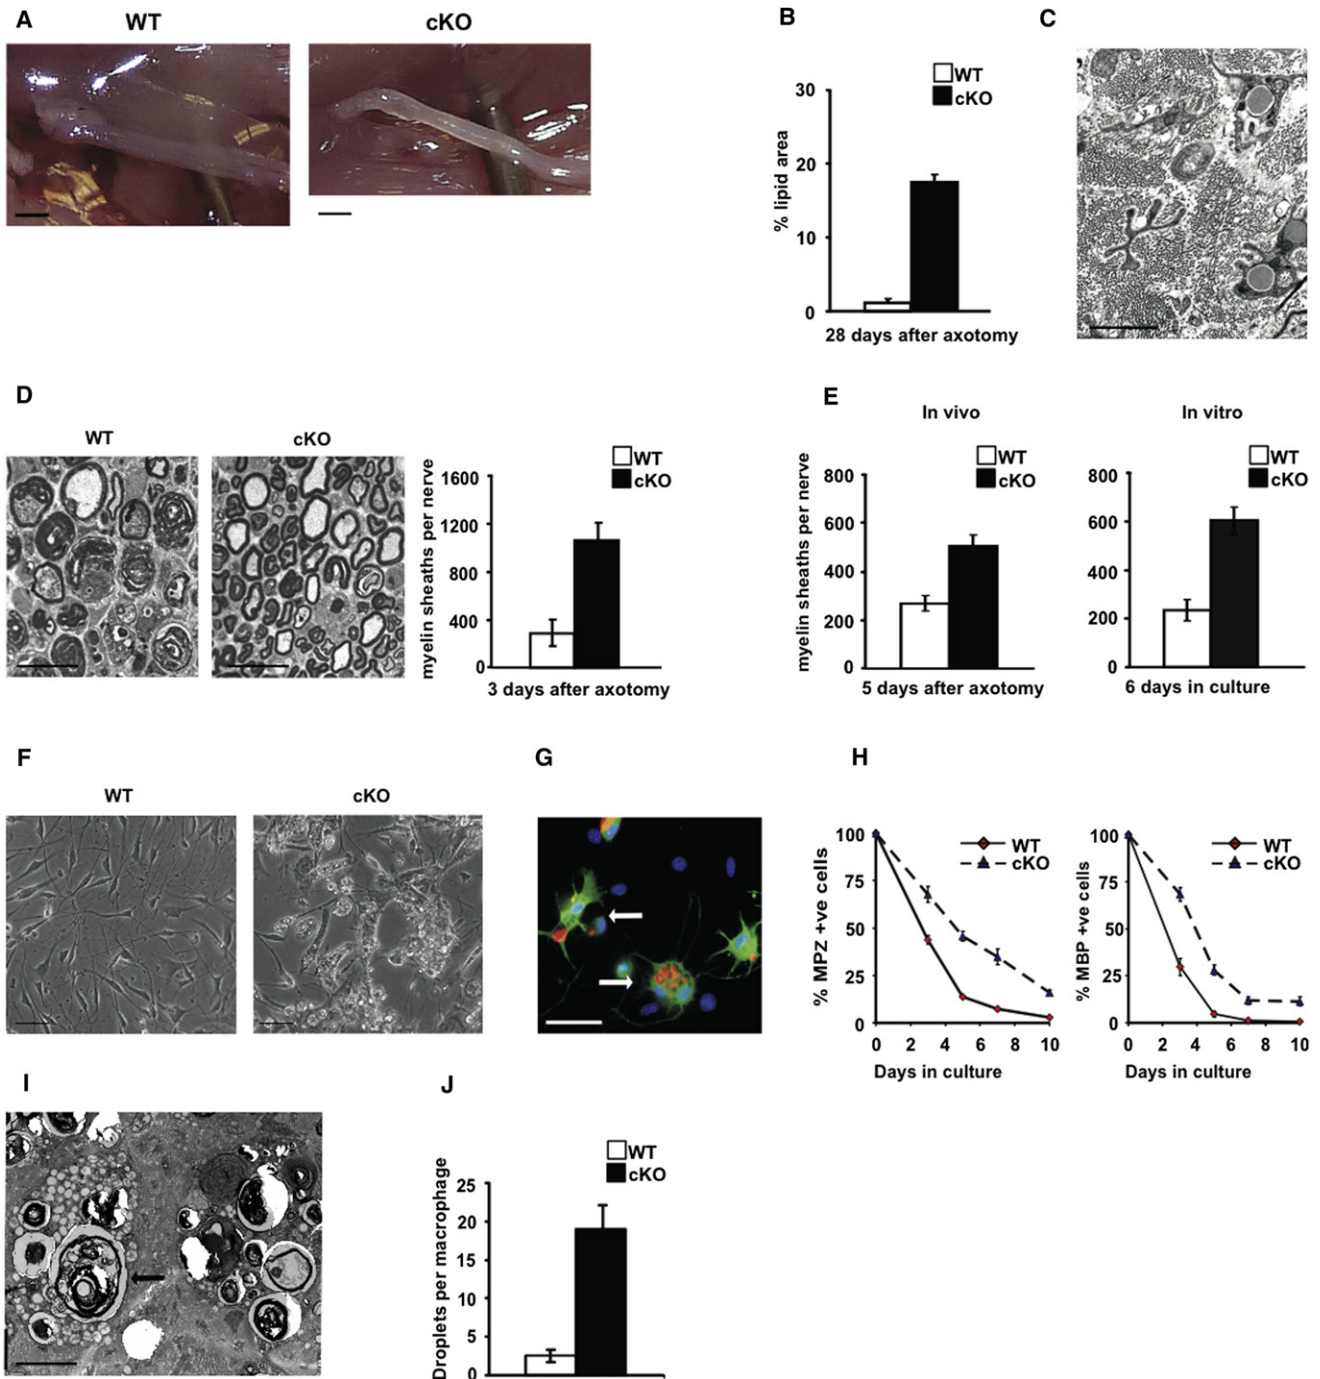 A
WT
cKO
B
WT
cKO
30
20
10
0
% lipid area
28 days after axotomy
C
D
WT
cKO
WT
cKO
1600
1200
800
400
0
myelin sheaths per nerve
3 days after axotomy
E
In vivo
WT
cKO
800
600
400
200
0
myelin sheaths per nerve
5 days after axotomy
In vitro
WT
cKO
800
600
400
200
0
6 days in culture
F
WT
cKO
G
H
WT
cKO
100
75
50
25
0
% MPZ +ve cells
0 2 4 6 8 10
Days in culture
WT
cKO
100
75
50
25
0
% MBP +ve cells
0 2 4 6 8 10
Days in culture
I
J
WT
cKO
25
20
15
10
5
0
Droplets per macrophage